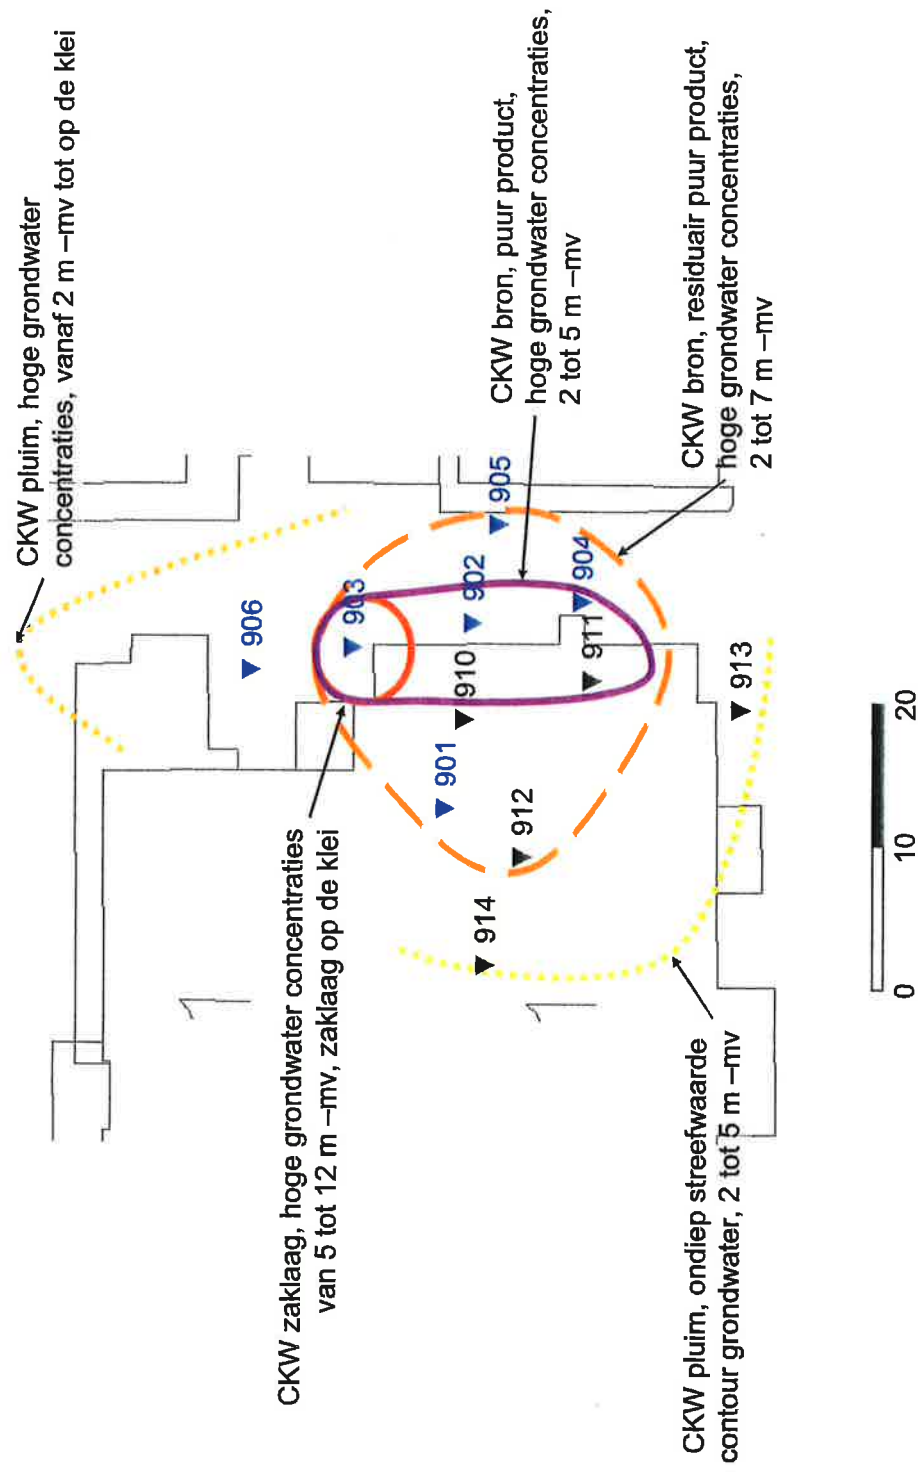 CKW pluim, hoge grondwater
concentraties, vanaf 2 m –mv tot op de klei
CKW bron, puur product,
hoge grondwater concentraties,
2 tot 5 m –mv
CKW bron, residuair puur product,
hoge grondwater concentraties,
2 tot 7 m –mv
906
903
902
905
904
901
910
911
912
913
914
CKW zaklaag, hoge grondwater concentraties
van 5 tot 12 m –mv, zaklaag op de klei
CKW pluim, ondiep streefwaarde
contour grondwater, 2 tot 5 m –mv
1
1
0 10 20